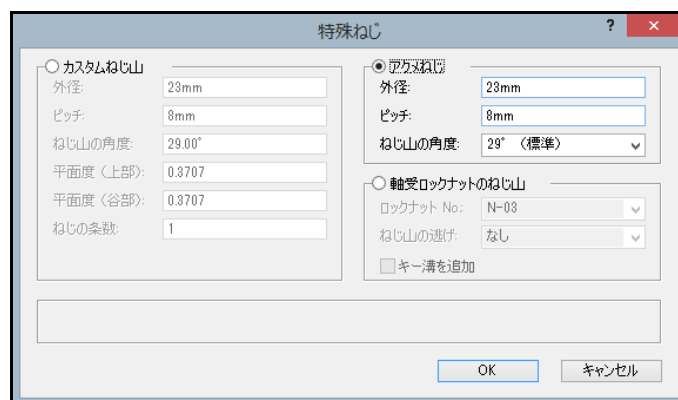 特殊ねじ
?
×
カスタムねじ山
外径:
23mm
ピッチ:
8mm
ねじ山の角度:
29.00°
平面度(上部):
0.3707
平面度(谷部):
0.3707
ねじの条数:
1
アクメねじ
外径:
23mm
ピッチ:
8mm
ねじ山の角度:
29° (標準)
軸受ロックナットのねじ山
ロックナット No:
N-03
ねじ山の逃げ:
なし
キー溝を追加
OK
キャンセル